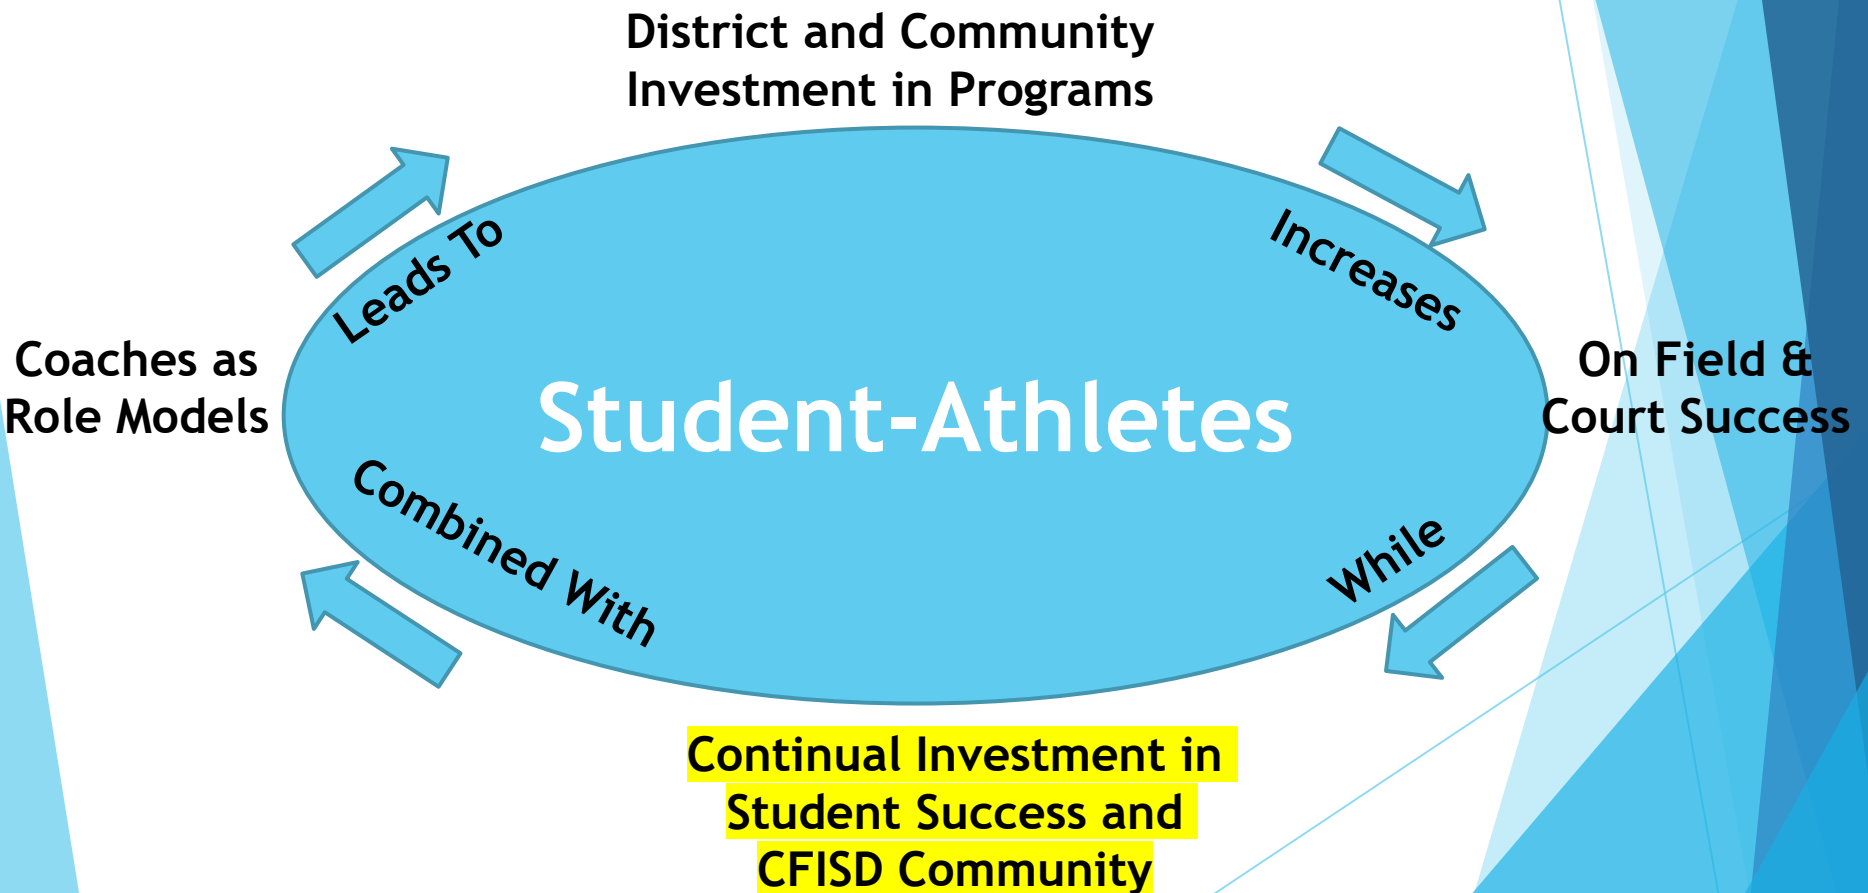 District and Community
Investment in Programs
Leads To
Increases
Coaches as
Role Models
Student-Athletes
On Field &
Court Success
Combined With
While
Continual Investment in
Student Success and
CFISD Community